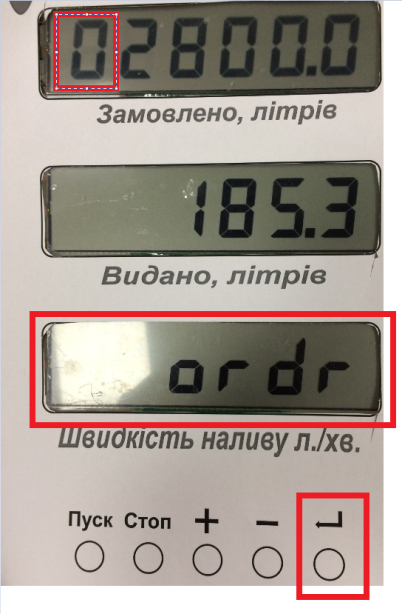 02800.0
Замовлено, літрів
185.3
Видано, літрів
ordr
Швидкість наливу л./хв.
Пуск Стоп + – ↵